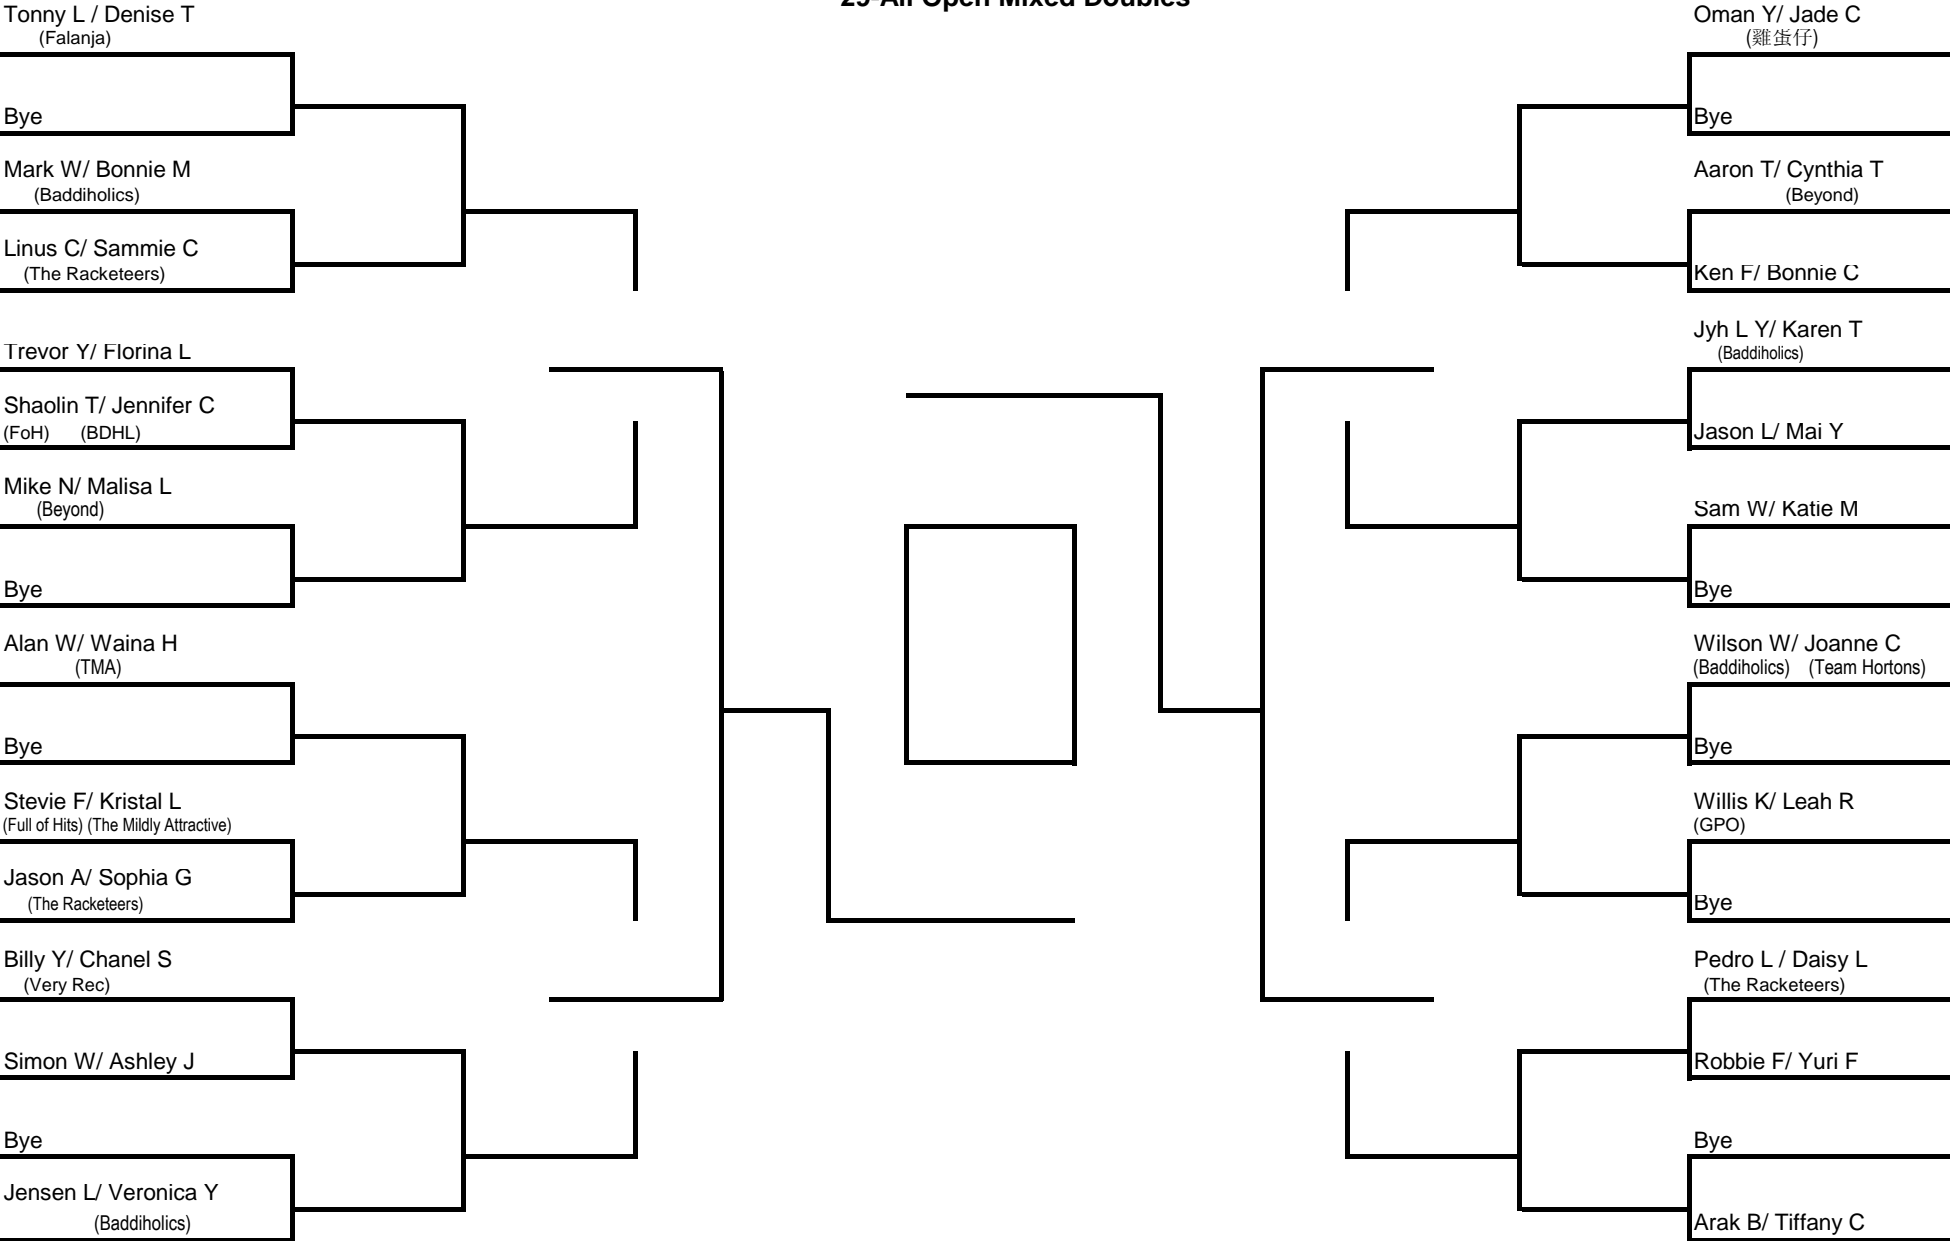 29-All Open Mixed Doubles
Tonny L / Denise T
(Falanja)
Bye
Mark W/ Bonnie M
(Baddiholics)
Linus C/ Sammie C
(The Racketeers)
Trevor Y/ Florina L
Shaolin T/ Jennifer C
(FoH) (BDHL)
Mike N/ Malisa L
(Beyond)
Bye
Alan W/ Waina H
(TMA)
Bye
Stevie F/ Kristal L
(Full of Hits) (The Mildly Attractive)
Jason A/ Sophia G
(The Racketeers)
Billy Y/ Chanel S
(Very Rec)
Simon W/ Ashley J
Bye
Jensen L/ Veronica Y
(Baddiholics)
Oman Y/ Jade C
(雞蛋仔)
Bye
Aaron T/ Cynthia T
(Beyond)
Ken F/ Bonnie C
Jyh L Y/ Karen T
(Baddiholics)
Jason L/ Mai Y
Sam W/ Katie M
Bye
Wilson W/ Joanne C
(Baddiholics) (Team Hortons)
Bye
Willis K/ Leah R
(GPO)
Bye
Pedro L / Daisy L
(The Racketeers)
Robbie F/ Yuri F
Bye
Arak B/ Tiffany C